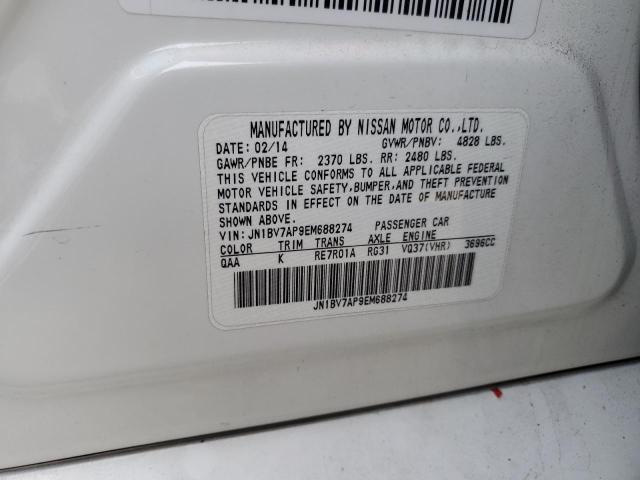 MANUFACTURED BY NISSAN MOTOR CO.,LTD.
DATE: 02/14 GVWR/PNBV: 4828 LBS.
GAWR/PNBE FR: 2370 LBS. RR: 2480 LBS.
THIS VEHICLE CONFORMS TO ALL APPLICABLE FEDERAL
MOTOR VEHICLE SAFETY,BUMPER,AND THEFT PREVENTION
STANDARDS IN EFFECT ON THE DATE OF MANUFACTURE
SHOWN ABOVE.
VIN:JN1BV7AP9EM688274 PASSENGER CAR
COLOR TRIM TRANS AXLE ENGINE
QAA K RE7R01A RG31 VQ37(VHR) 3696CC
JN1BV7AP9EM688274